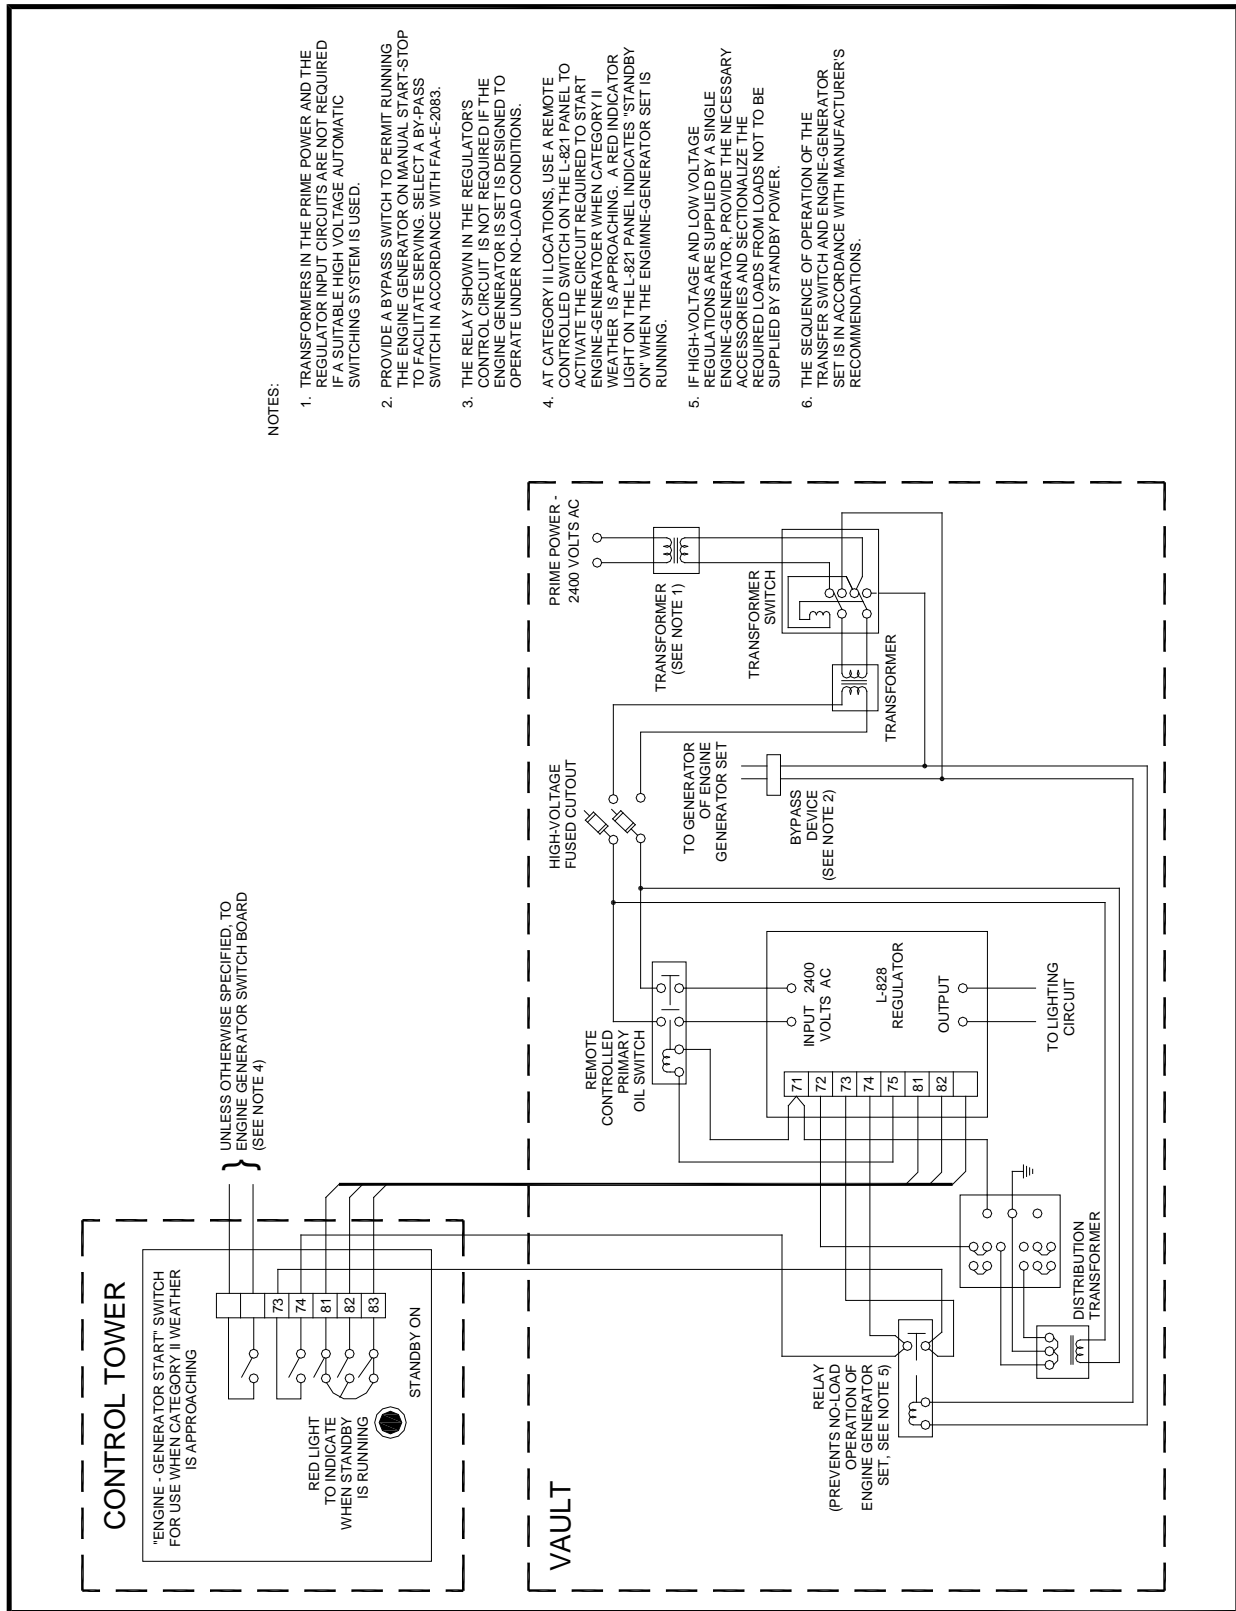 CONTROL TOWER
"ENGINE - GENERATOR START" SWITCH
FOR USE WHEN CATEGORY II WEATHER
IS APPROACHING
RED LIGHT
TO INDICATE
WHEN STANDBY
IS RUNNING
STANDBY ON
73
74
81
82
83
UNLESS OTHERWISE SPECIFIED, TO
ENGINE GENERATOR SWITCH BOARD
(SEE NOTE 4)
VAULT
RELAY
(PREVENTS NO-LOAD
OPERATION OF
ENGINE GENERATOR
SET, SEE NOTE 5)
DISTRIBUTION
TRANSFORMER
REMOTE
CONTROLLED
PRIMARY
OIL SWITCH
71
72
73
74
75
81
82
INPUT 2400
VOLTS AC
L-828
REGULATOR
OUTPUT
TO LIGHTING
CIRCUIT
HIGH-VOLTAGE
FUSED CUTOUT
TO GENERATOR
OF ENGINE
GENERATOR SET
BYPASS
DEVICE
(SEE NOTE 2)
PRIME POWER -
2400 VOLTS AC
TRANSFORMER
(SEE NOTE 1)
TRANSFORMER
SWITCH
TRANSFORMER
NOTES:
1. TRANSFORMERS IN THE PRIME POWER AND THE
REGULATOR INPUT CIRCUITS ARE NOT REQUIRED
IF A SUITABLE HIGH VOLTAGE AUTOMATIC
SWITCHING SYSTEM IS USED.
2. PROVIDE A BYPASS SWITCH TO PERMIT RUNNING
THE ENGINE GENERATOR ON MANUAL START-STOP
TO FACILITATE SERVING. SELECT A BY-PASS
SWITCH IN ACCORDANCE WITH FAA-E-2083.
3. THE RELAY SHOWN IN THE REGULATOR'S
CONTROL CIRCUIT IS NOT REQUIRED IF THE
ENGINE GENERATOR IS SET IS DESIGNED TO
OPERATE UNDER NO-LOAD CONDITIONS.
4. AT CATEGORY II LOCATIONS, USE A REMOTE
CONTROLLED SWITCH ON THE L-821 PANEL TO
ACTIVATE THE CIRCUIT REQUIRED TO START
ENGINE-GENERATOER WHEN CATEGORY II
WEATHER IS APPROACHING. A RED INDICATOR
LIGHT ON THE L-821 PANEL INDICATES "STANDBY
ON" WHEN THE ENGIMNE-GENERATOR SET IS
RUNNING.
5. IF HIGH-VOLTAGE AND LOW VOLTAGE
REGULATIONS ARE SUPPLIED BY A SINGLE
ENGINE-GENERATOR, PROVIDE THE NECESSARY
ACCESSORIES AND SECTIONALIZE THE
REQUIRED LOADS FROM LOADS NOT TO BE
SUPPLIED BY STANDBY POWER.
6. THE SEQUENCE OF OPERATION OF THE
TRANSFER SWITCH AND ENGINE-GENERATOR
SET IS IN ACCORDANCE WITH MANUFACTURER'S
RECOMMENDATIONS.